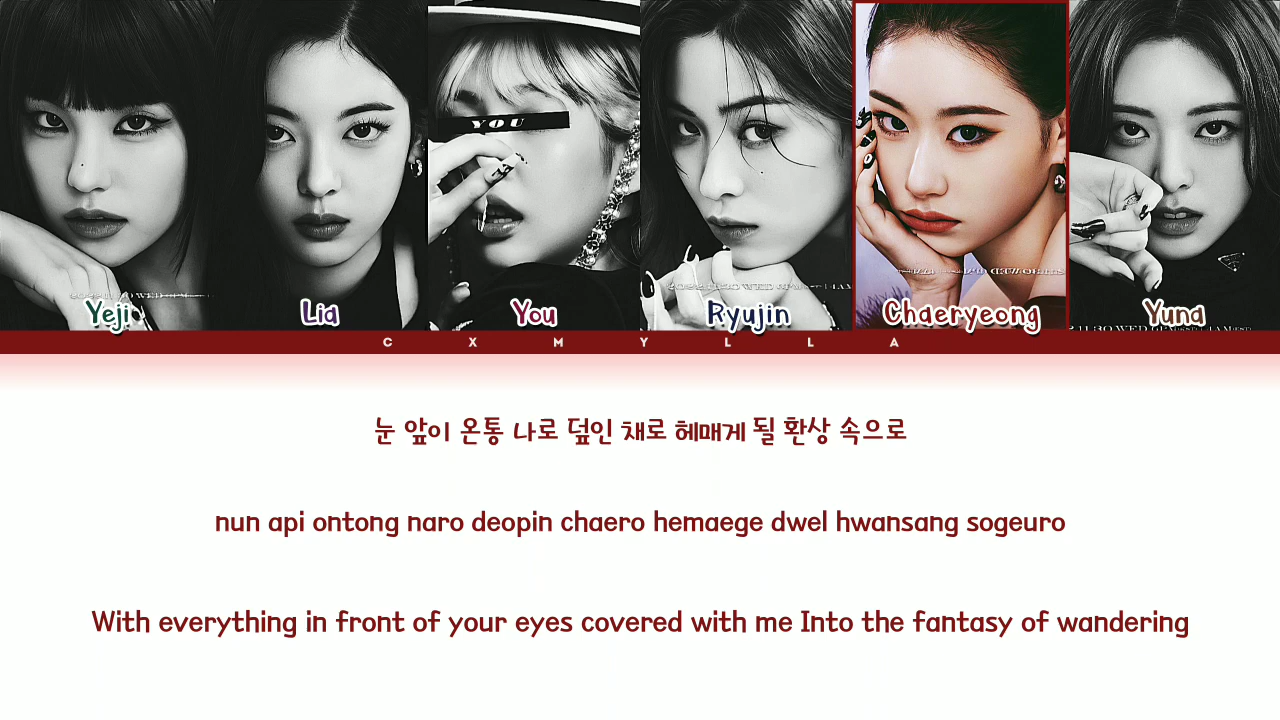 YOU
Yeji
Lia
You
Ryujin
Chaeryeong
Yuna
C X M Y L L A
눈 앞이 온통 나로 덮인 채로 헤매게 될 환상 속으로
nun api ontong naro deopin chaero hemaege dwel hwansang sogeuro
With everything in front of your eyes covered with me Into the fantasy of wandering